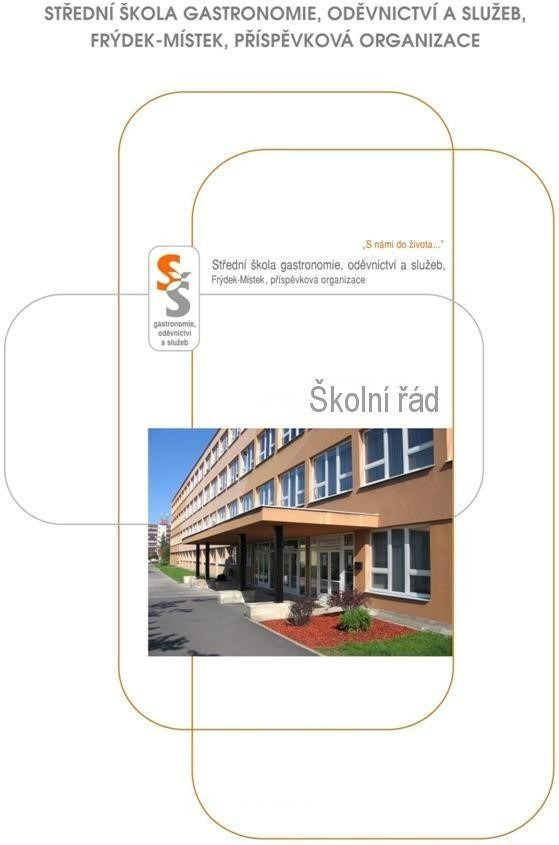 STŘEDNÍ ŠKOLA GASTRONOMIE, ODĚVNICTVÍ A SLUŽEB,
FRÝDEK-MÍSTEK, PŘÍSPĚVKOVÁ ORGANIZACE
„S námi do života...“
Střední škola gastronomie, oděvnictví a služeb,
Frýdek-Místek, příspěvková organizace
SŠ
gastronomie,
oděvnictví
a služeb
Školní řád